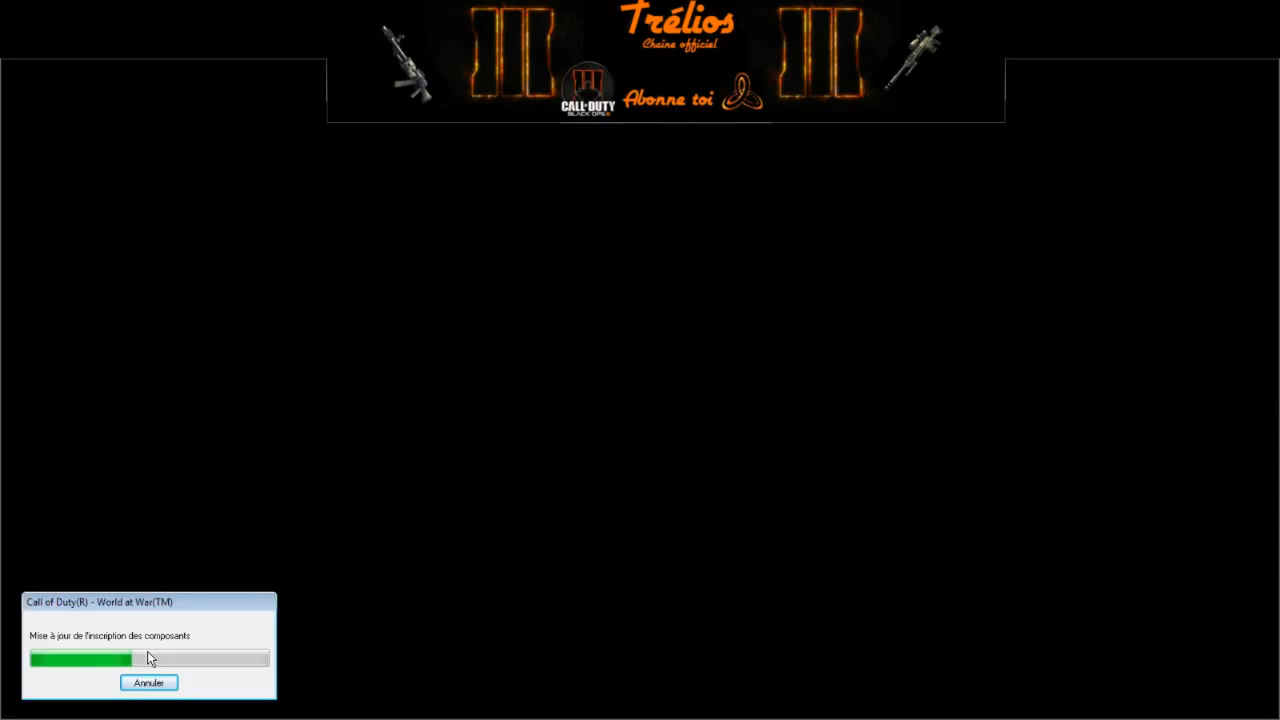 Trélios
Chaine officiel
Abonne toi
CALL OF DUTY
BLACK OPS III
Call of Duty(R) - World at War(TM)
Mise à jour de l'inscription des composants
Annuler